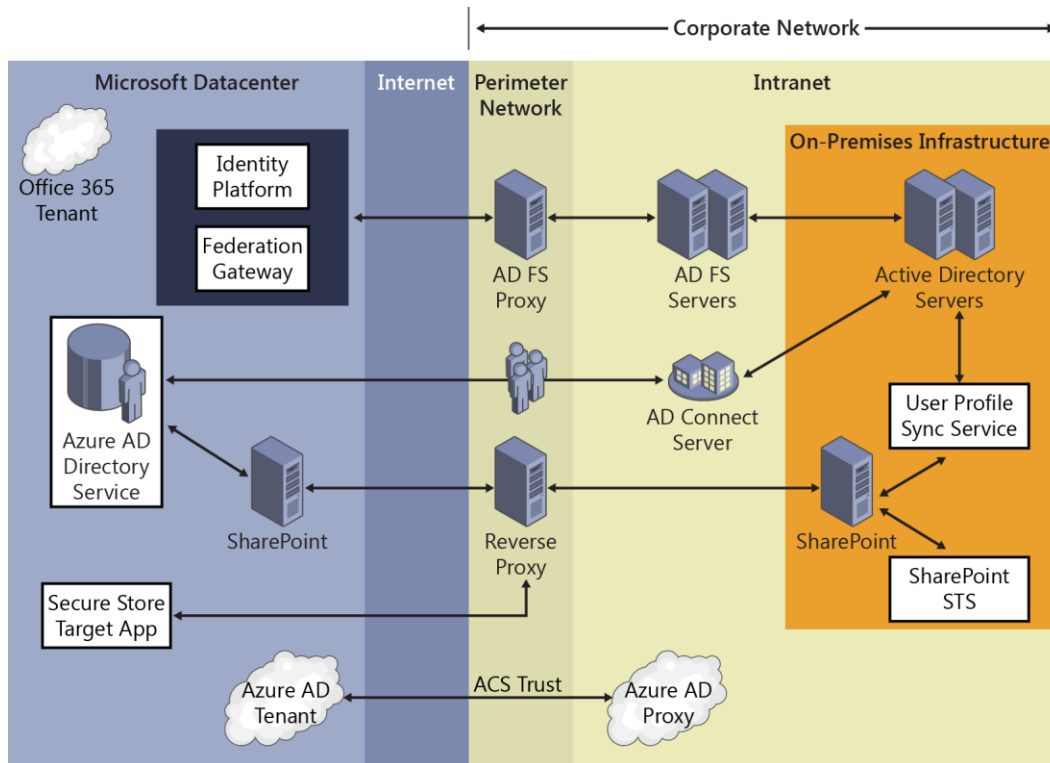 Corporate Network
Microsoft Datacenter
Internet
Perimeter
Network
Intranet
Office 365
Tenant
Identity
Platform
Federation
Gateway
On-Premises Infrastructure
AD FS
Proxy
AD FS
Servers
Active Directory
Servers
Azure AD
Directory
Service
AD Connect
Server
User Profile
Sync Service
SharePoint
Reverse
Proxy
SharePoint
SharePoint
STS
Secure Store
Target App
Azure AD
Tenant
ACS Trust
Azure AD
Proxy